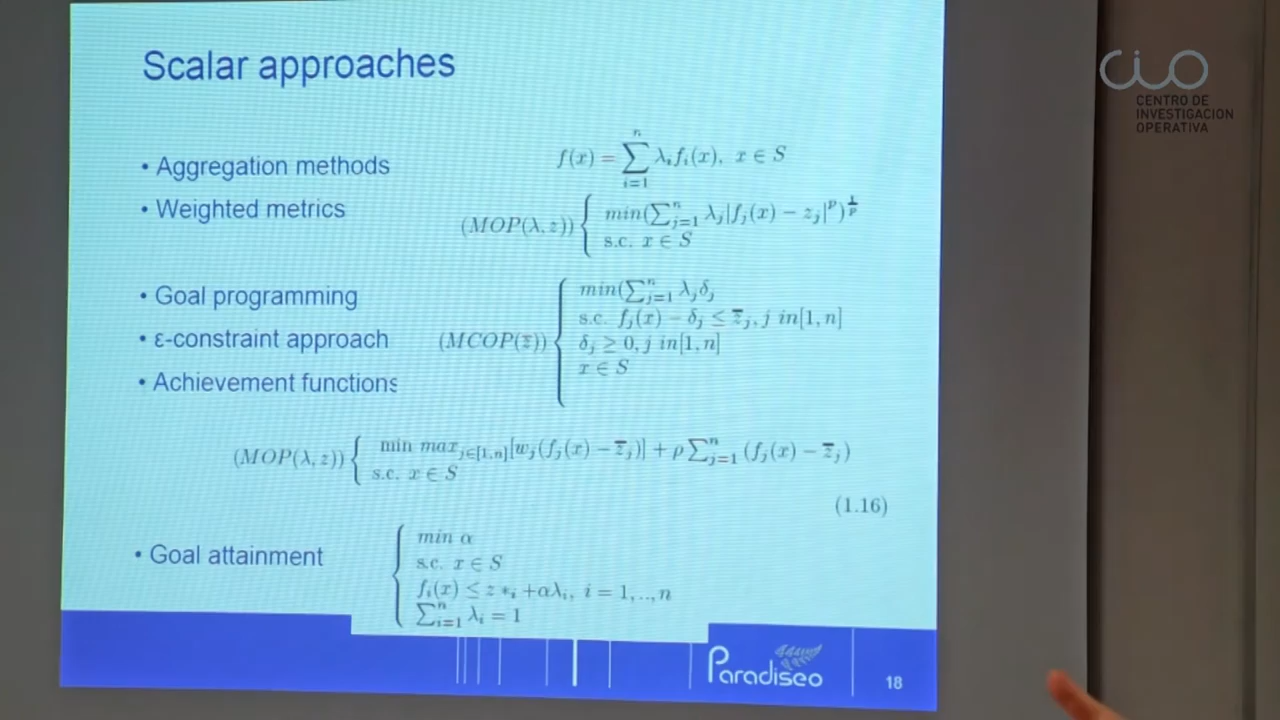 Scalar approaches
• Aggregation methods
f(x) = ∑_{i=1}^{n} λ_i f_i(x), x ∈ S
• Weighted metrics
(MOP(λ, z)) { min(∑_{j=1}^{n} λ_j|f_j(x) − z_j|^p)^{1/p}
s.c. x ∈ S
• Goal programming
• ε-constraint approach
• Achievement functions
(MCOP(z̄)) { min(∑_{j=1}^{n} λ_jδ_j
s.c. f_j(x) − δ_j ≤ z̄_j, j in[1, n]
δ_j ≥ 0, j in[1, n]
x ∈ S
(MOP(λ, z)) { min max_{j∈[1,n]}[w_j(f_j(x) − z̄_j)] + ρ ∑_{j=1}^{n} (f_j(x) − z̄_j)
s.c. x ∈ S
(1.16)
• Goal attainment
{ min α
s.c. x ∈ S
f_i(x) ≤ z *_i +αλ_i, i = 1, .., n
∑_{i=1}^{n} λ_i = 1
Paradiseo
18
CIO
CENTRO DE
INVESTIGACION
OPERATIVA